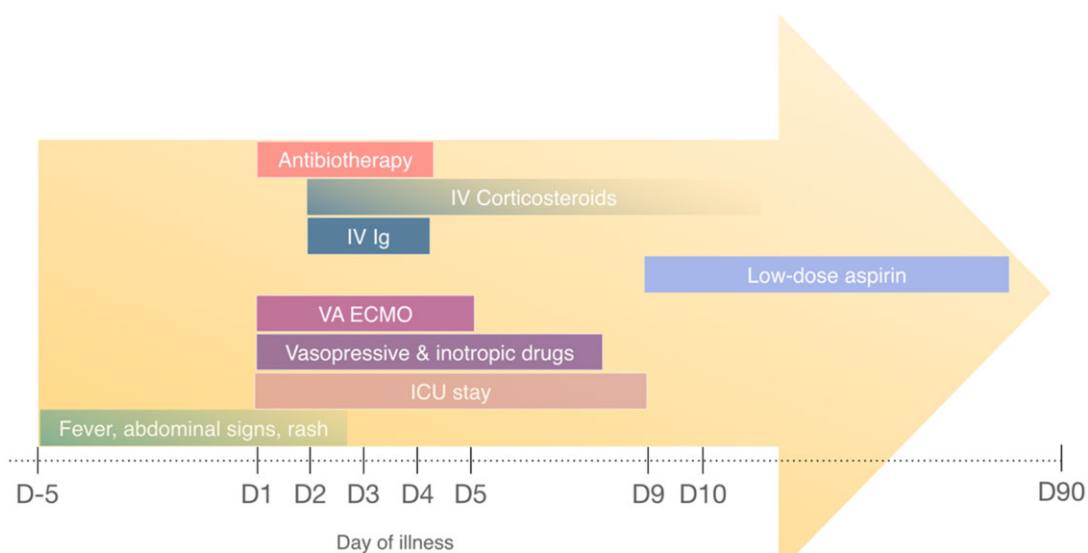 Antibiotherapy
IV Corticosteroids
IV Ig
Low-dose aspirin
VA ECMO
Vasopressive & inotropic drugs
ICU stay
Fever, abdominal signs, rash
D-5 D1 D2 D3 D4 D5 D9 D10 D90
Day of illness